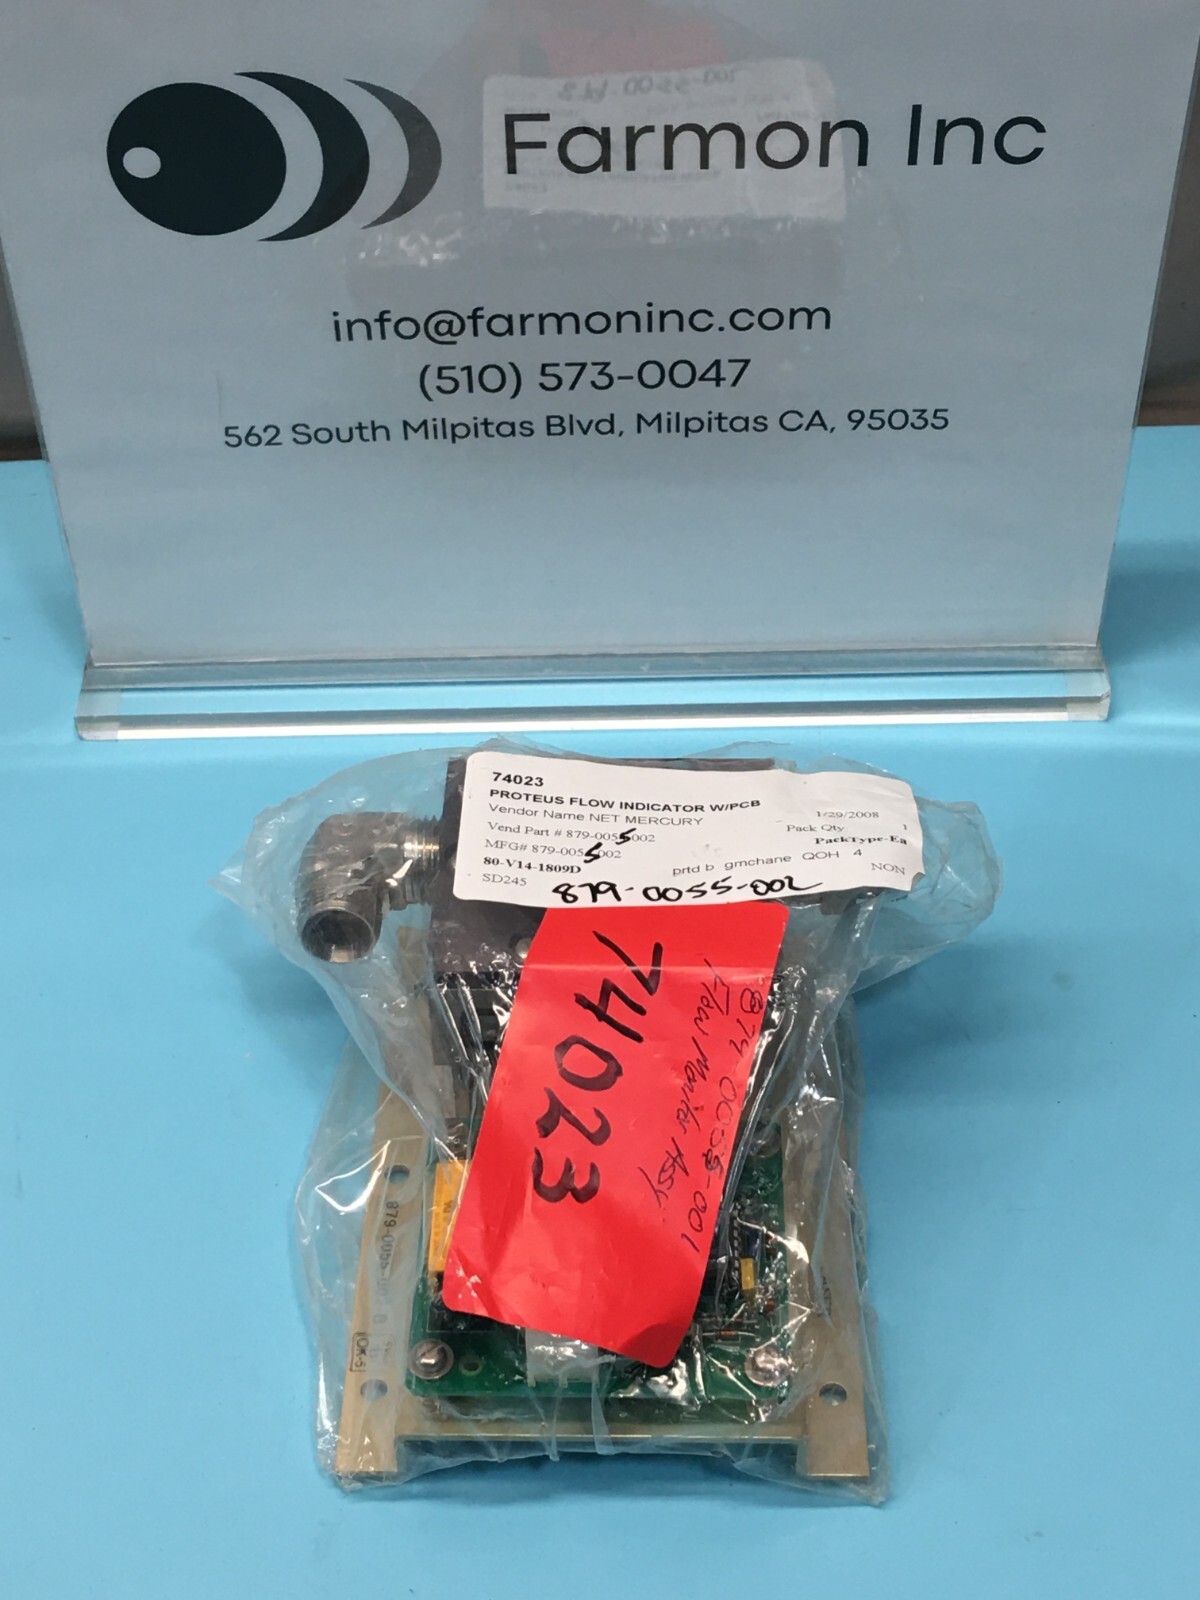 Farmon Inc
info@farmoninc.com
(510) 573-0047
562 South Milpitas Blvd, Milpitas CA, 95035
74023
PROTEUS FLOW INDICATOR W/PCB
Vendor Name NET MERCURY 1/29/2008
Vend Part # 879-0055002 Pack Qty 1
MFG# 879-0055002 PackType-Ea
80-V14-1809D prtd b gmchane QOH 4
SD245 NON
879-0055-002
74023
879-0055-001
Flow Monitor Assy
879-0055-00